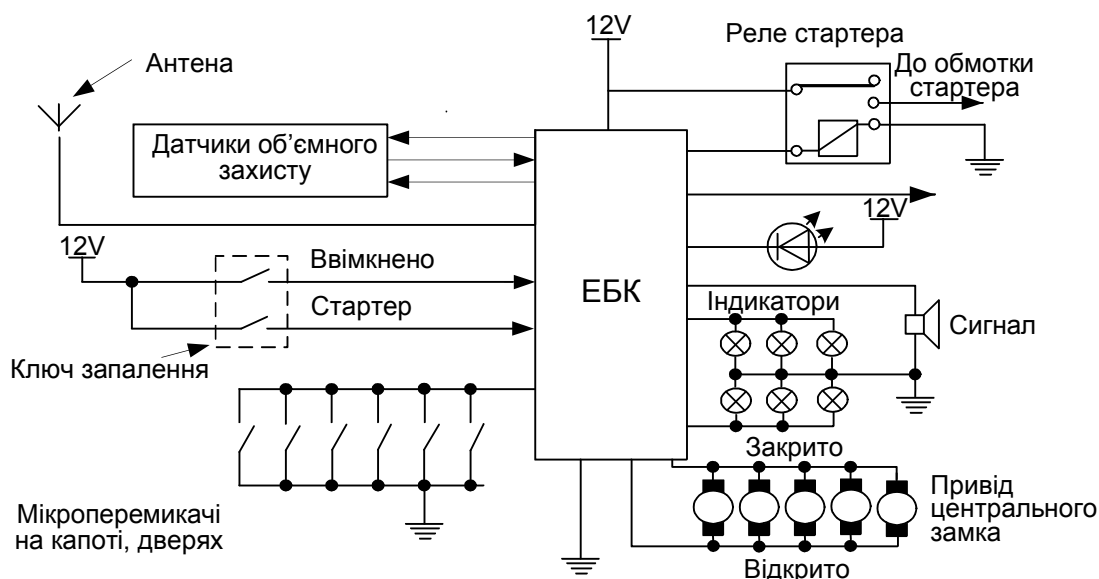 12V
Реле стартера
Антена
До обмотки
стартера
Датчики об’ємного
захисту
12V
12V
Ввімкнено
ЕБК
Індикатори
Стартер
Сигнал
Ключ запалення
Закрито
Привід
центрального
замка
Мікроперемикачі
на капоті, дверях
Відкрито